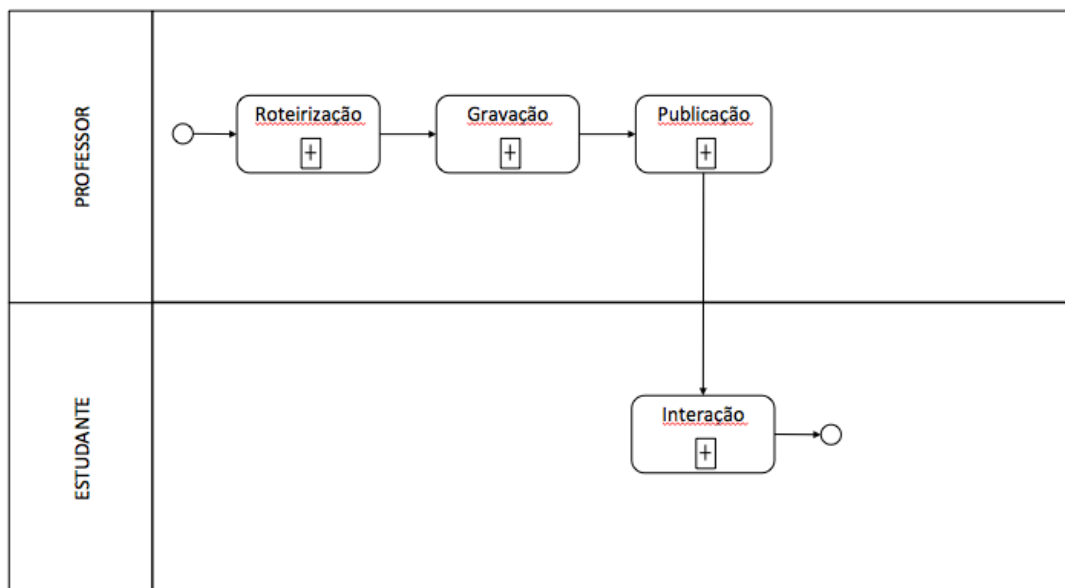 PROFESSOR
Roteirização
+
Gravação
+
Publicação
+
ESTUDANTE
Interação
+